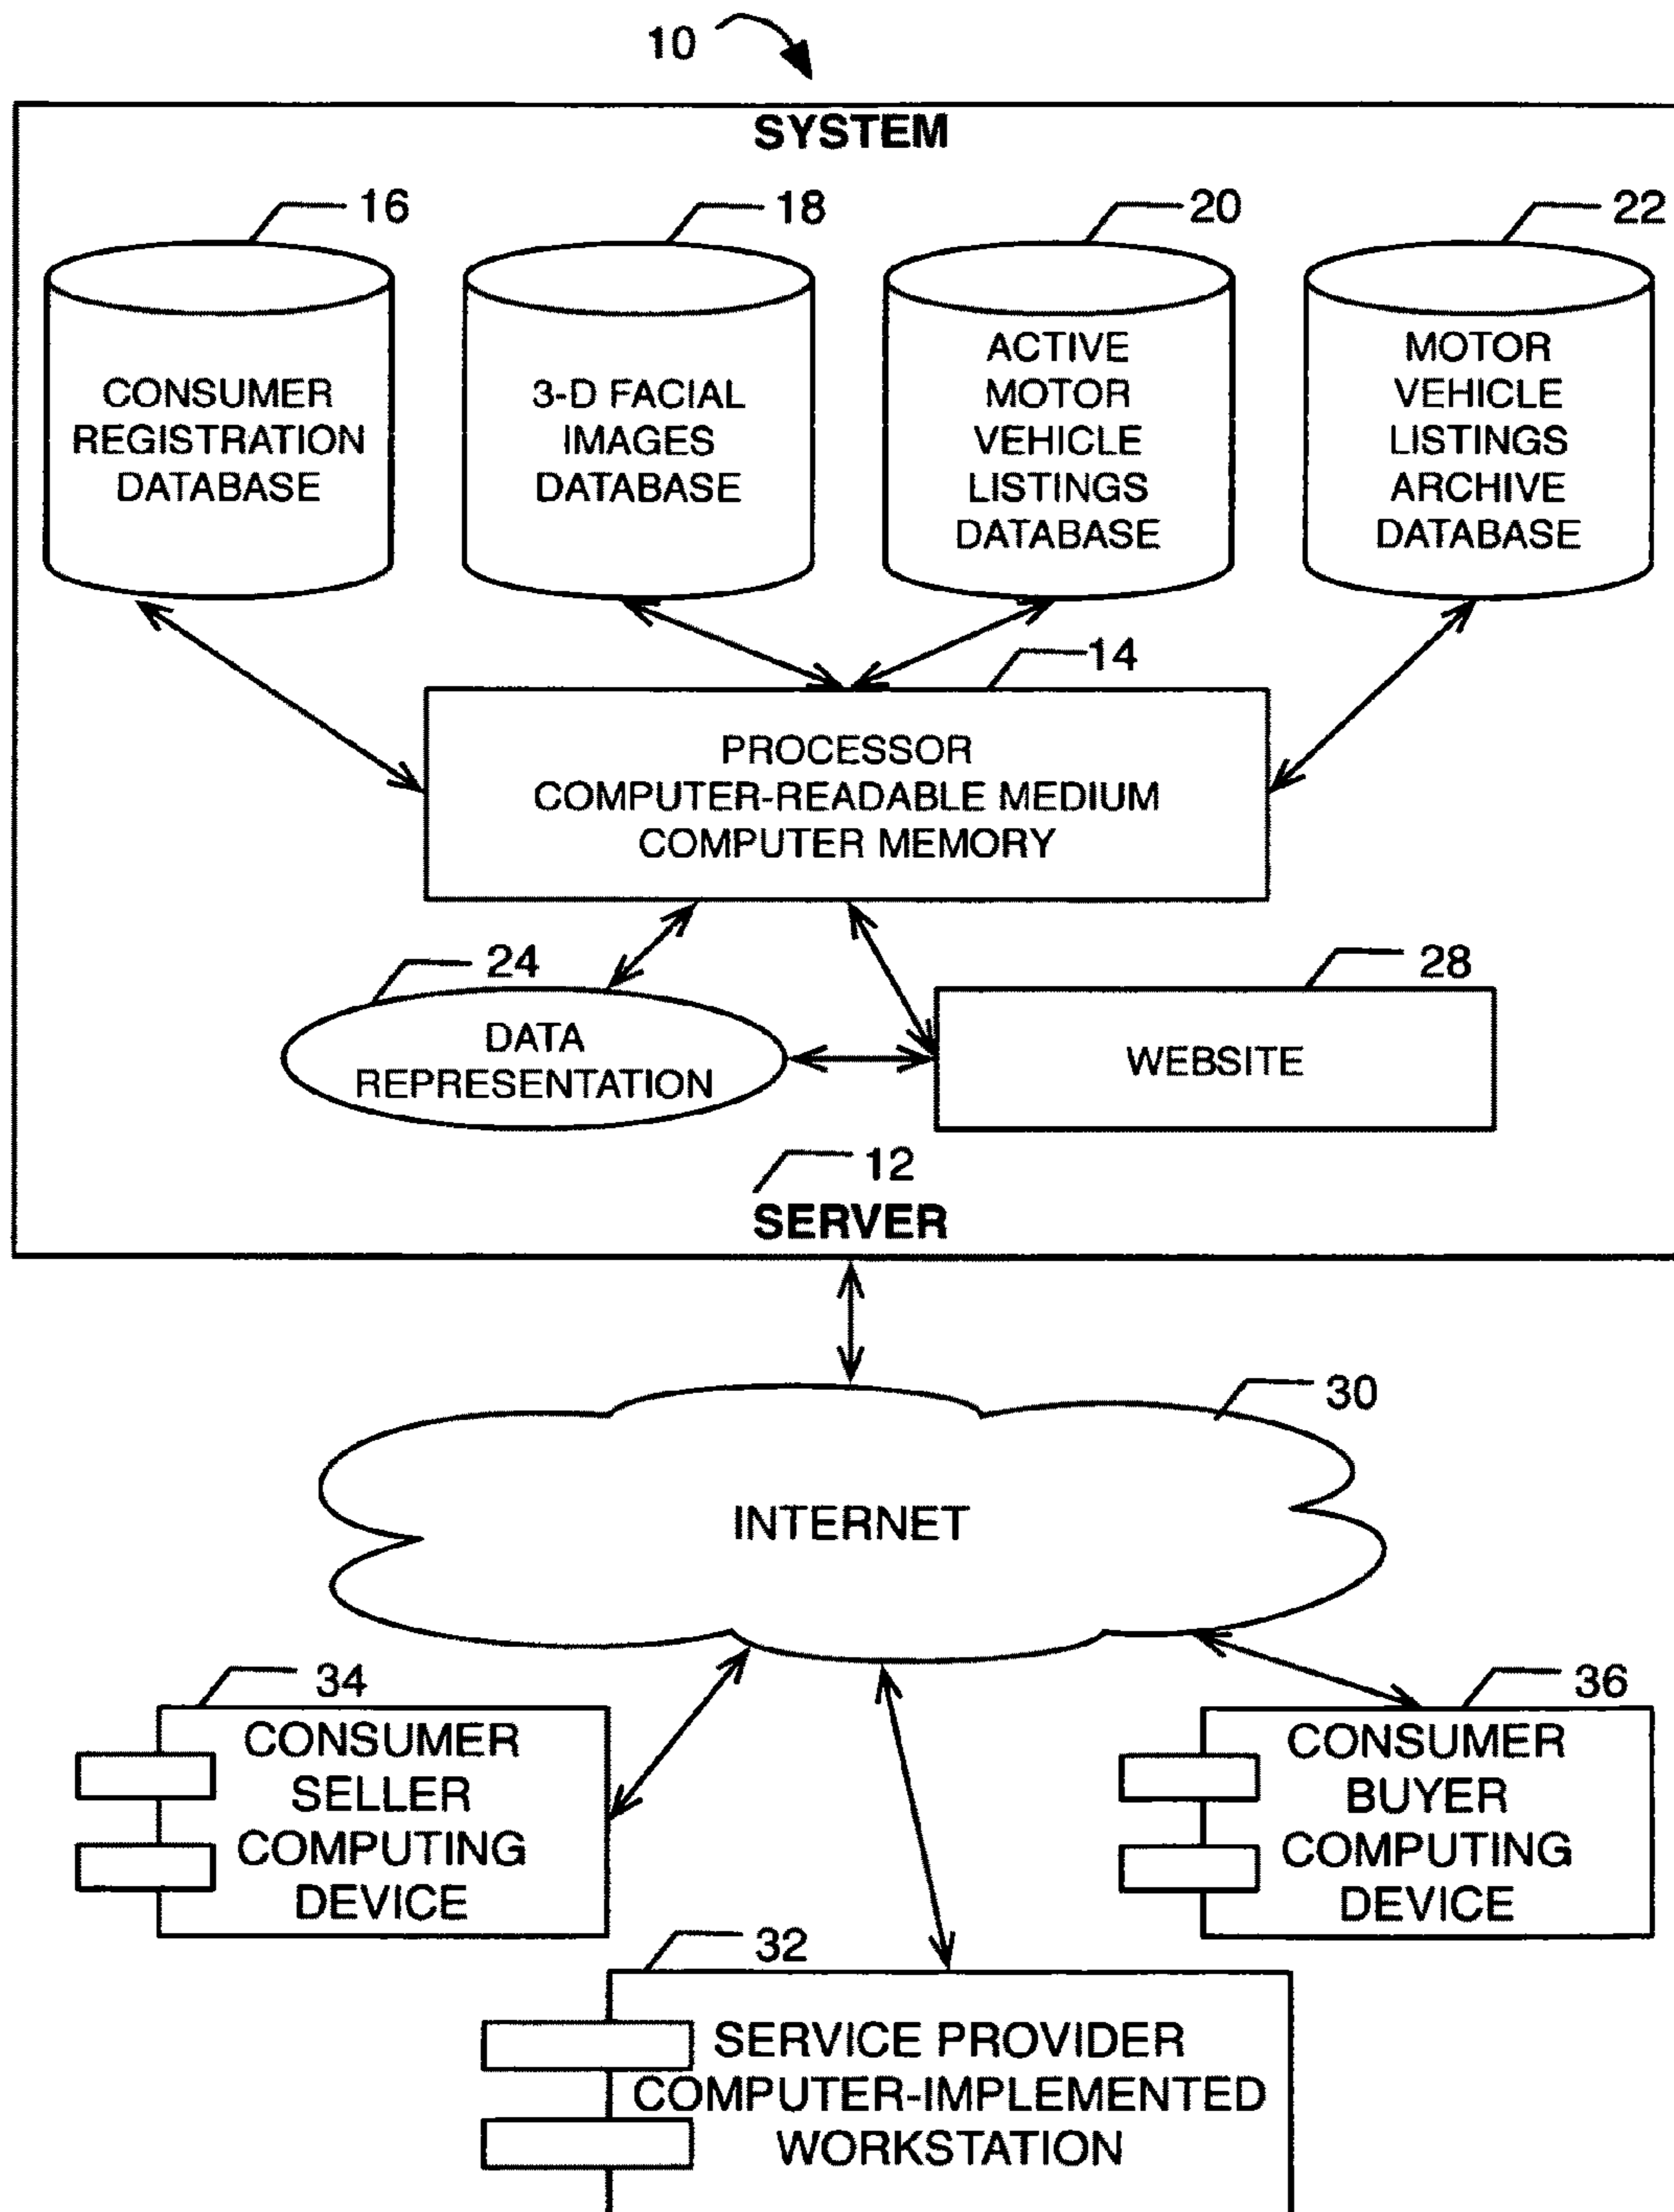 10
SYSTEM
16
18
20
22
CONSUMER
REGISTRATION
DATABASE
3-D FACIAL
IMAGES
DATABASE
ACTIVE
MOTOR
VEHICLE
LISTINGS
DATABASE
MOTOR
VEHICLE
LISTINGS
ARCHIVE
DATABASE
14
PROCESSOR
COMPUTER-READABLE MEDIUM
COMPUTER MEMORY
24
28
DATA
REPRESENTATION
WEBSITE
12
SERVER
30
INTERNET
34
CONSUMER
SELLER
COMPUTING
DEVICE
36
CONSUMER
BUYER
COMPUTING
DEVICE
32
SERVICE PROVIDER
COMPUTER-IMPLEMENTED
WORKSTATION